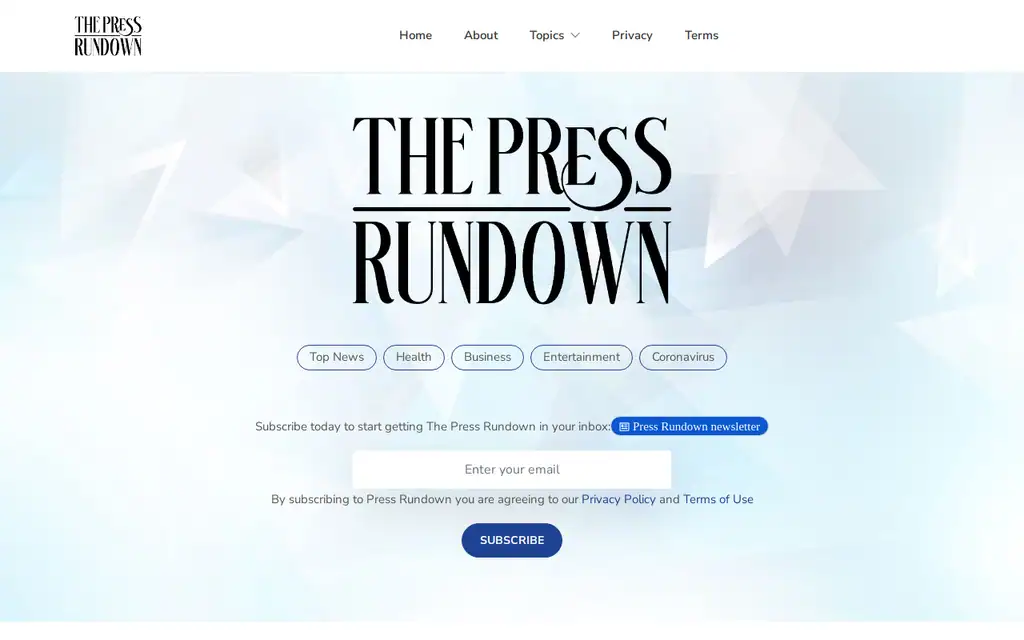 THE PRESS
RUNDOWN
Home About Topics Privacy Terms
THE PRESS
RUNDOWN
Top News Health Business Entertainment Coronavirus
Subscribe today to start getting The Press Rundown in your inbox: Press Rundown newsletter
Enter your email
By subscribing to Press Rundown you are agreeing to our Privacy Policy and Terms of Use
SUBSCRIBE